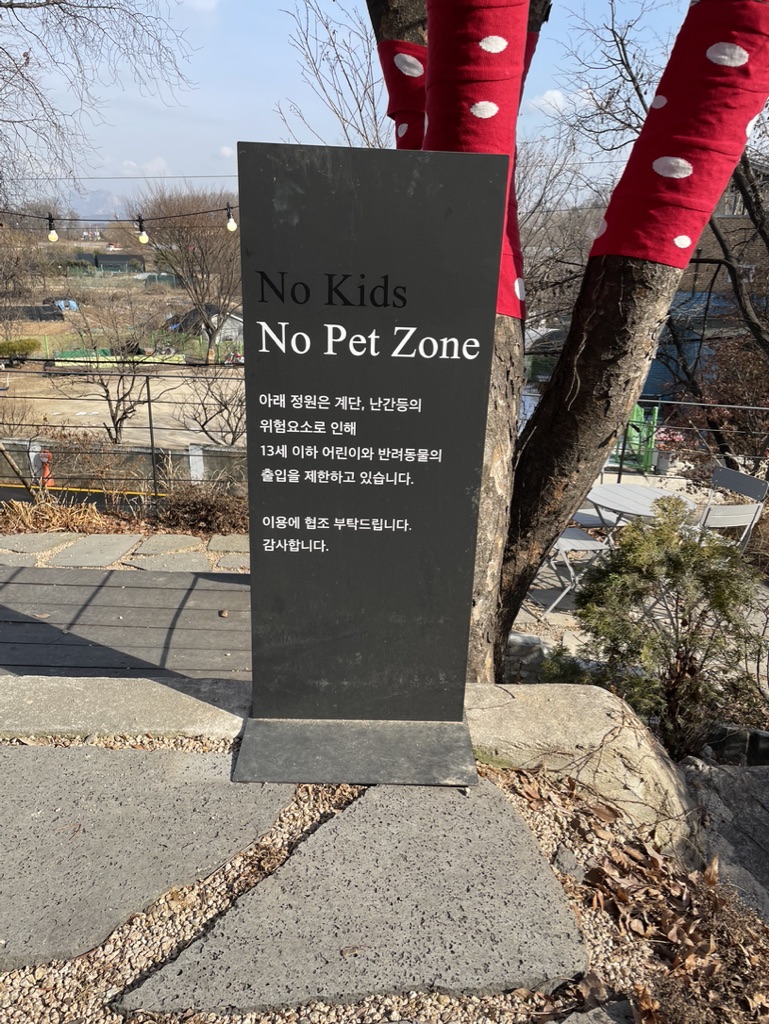 No Kids
No Pet Zone
아래 정원은 계단, 난간등의
위험요소로 인해
13세 이하 어린이와 반려동물의
출입을 제한하고 있습니다.
이용에 협조 부탁드립니다.
감사합니다.